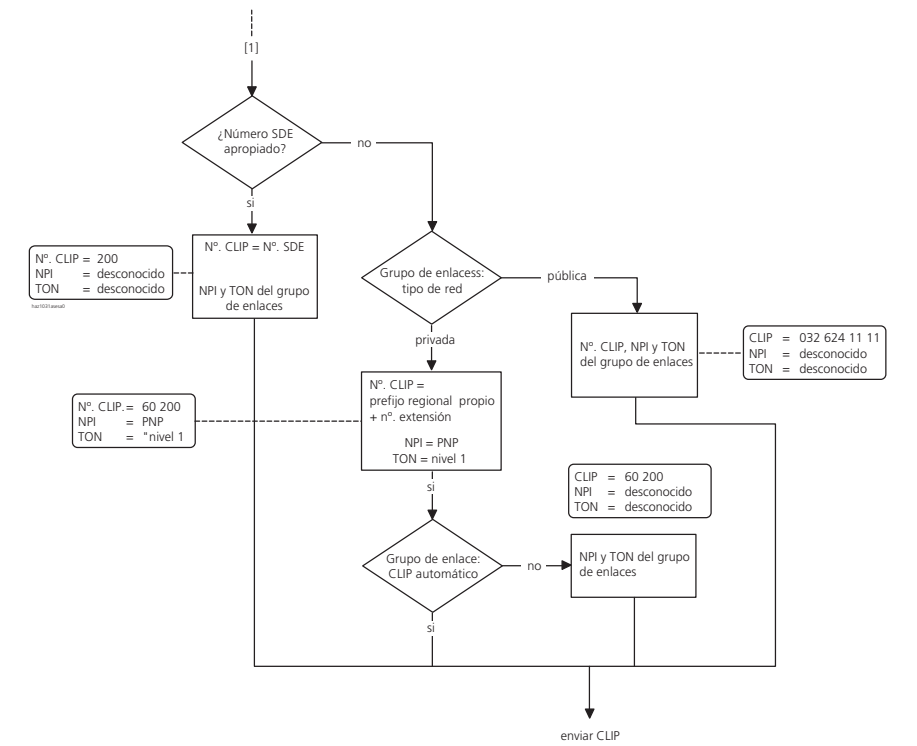 [1]
¿Número SDE
apropiado?
no
si
Nº. CLIP = Nº. SDE
NPI y TON del grupo
de enlaces
Nº. CLIP = 200
NPI = desconocido
TON = desconocido
haz1031aaesa0
Grupo de enlacess:
tipo de red
pública
privada
Nº. CLIP, NPI y TON
del grupo de enlaces
CLIP = 032 624 11 11
NPI = desconocido
TON = desconocido
Nº. CLIP =
prefijo regional propio
+ nº. extensión
NPI = PNP
TON = nivel 1
Nº. CLIP. = 60 200
NPI = PNP
TON = "nivel 1
si
CLIP = 60 200
NPI = desconocido
TON = desconocido
Grupo de enlace:
CLIP automático
no
NPI y TON del grupo
de enlaces
si
enviar CLIP